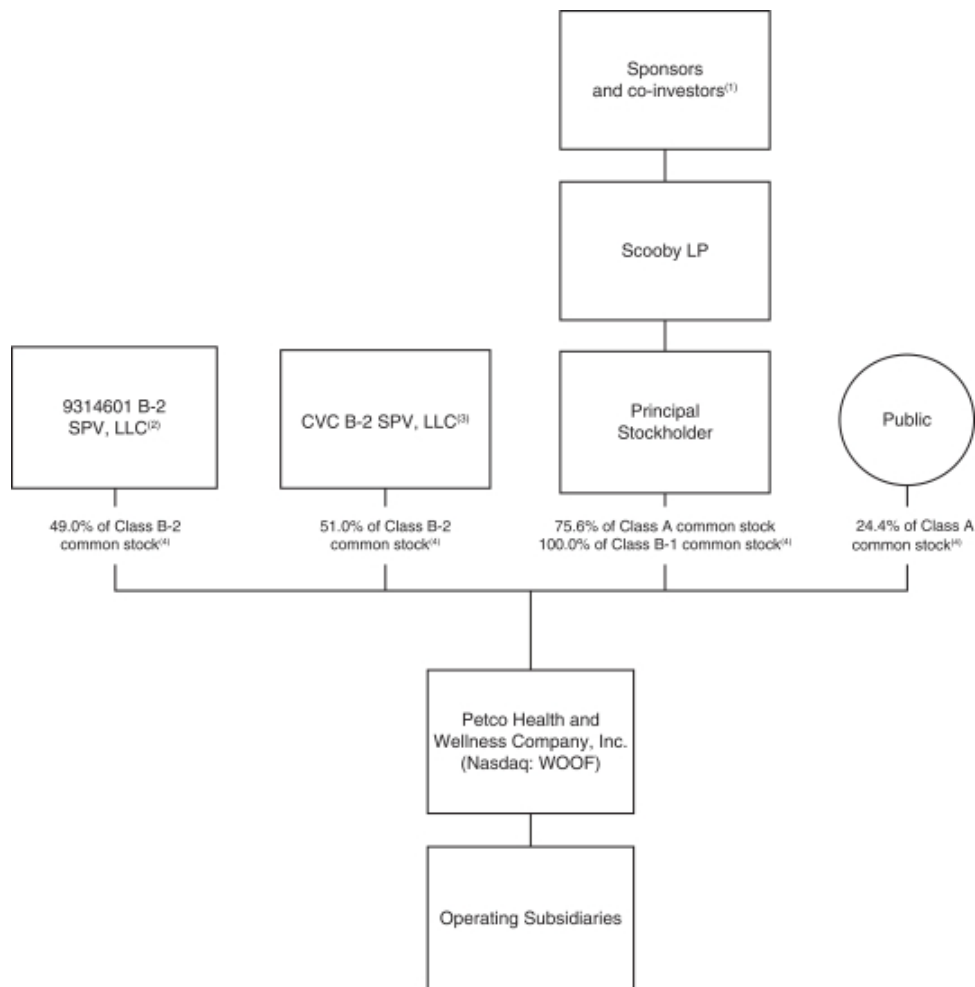 Sponsors
and co-investors(1)
Scooby LP
9314601 B-2
SPV, LLC(2)
CVC B-2 SPV, LLC(3)
Principal
Stockholder
Public
49.0% of Class B-2
common stock(4)
51.0% of Class B-2
common stock(4)
75.6% of Class A common stock
100.0% of Class B-1 common stock(4)
24.4% of Class A
common stock(4)
Petco Health and
Wellness Company, Inc.
(Nasdaq: WOOF)
Operating Subsidiaries